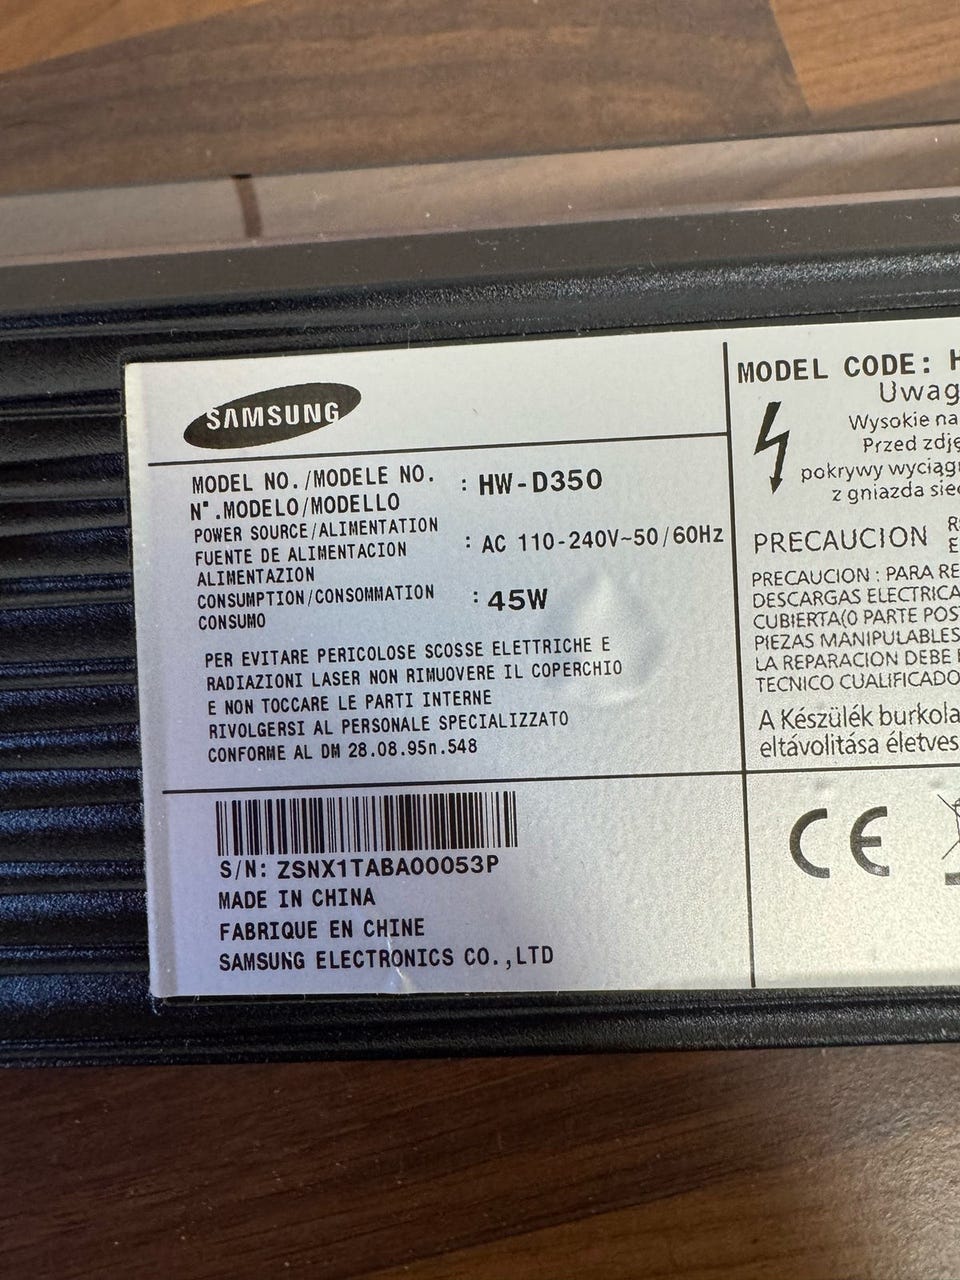 SAMSUNG
MODEL NO./MODELE NO.
N°.MODELO/MODELLO
: HW-D350
POWER SOURCE/ALIMENTATION
FUENTE DE ALIMENTACION
ALIMENTAZION
: AC 110-240V~50/60Hz
CONSUMPTION/CONSOMMATION
CONSUMO
: 45W
PER EVITARE PERICOLOSE SCOSSE ELETTRICHE E
RADIAZIONI LASER NON RIMUOVERE IL COPERCHIO
E NON TOCCARE LE PARTI INTERNE
RIVOLGERSI AL PERSONALE SPECIALIZZATO
CONFORME AL DM 28.08.95n.548
S/N: ZSNX1TABA00053P
MADE IN CHINA
FABRIQUE EN CHINE
SAMSUNG ELECTRONICS CO.,LTD
MODEL CODE: H
Uwag
Wysokie na
Przed zdję
pokrywy wyciąg
z gniazda siec
PRECAUCION
PRECAUCION : PARA RE
DESCARGAS ELECTRICA
CUBIERTA(O PARTE POS
PIEZAS MANIPULABLES
LA REPARACION DEBE
TECNICO CUALIFICADO
A Készülék burkola
eltávolitása életves
CE